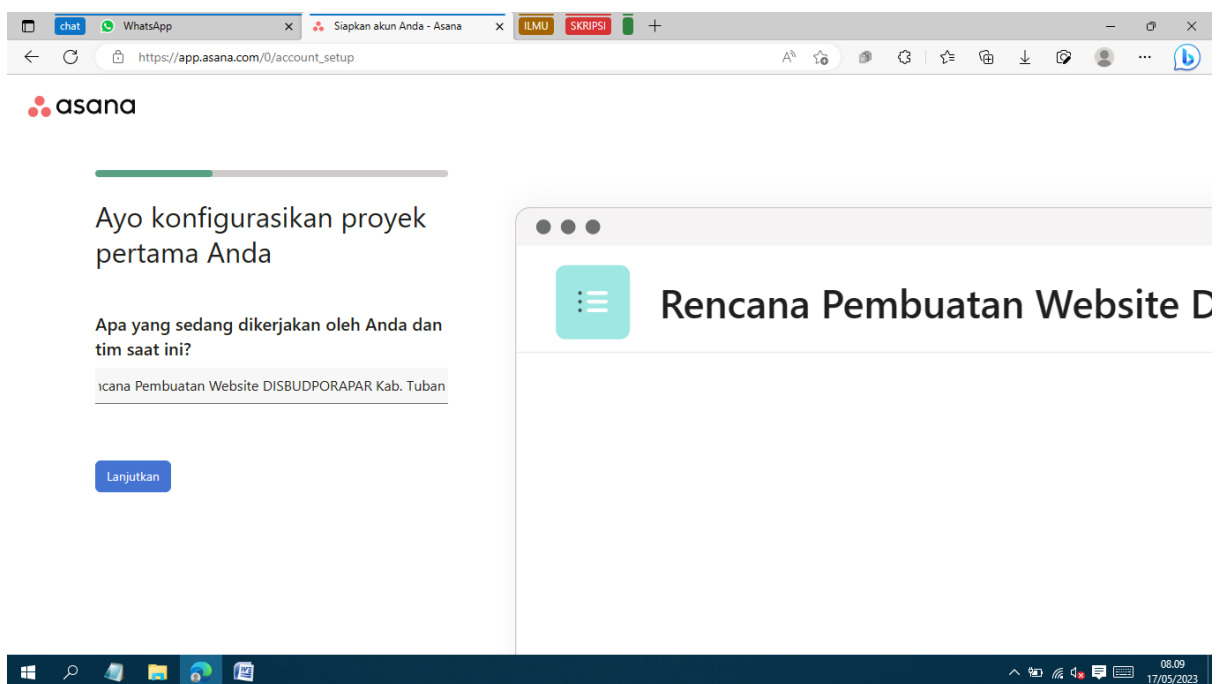 chat
WhatsApp
Siapkan akun Anda - Asana
ILMU
SKRIPSI
https://app.asana.com/0/account_setup
asana
Ayo konfigurasikan proyek
pertama Anda
Apa yang sedang dikerjakan oleh Anda dan
tim saat ini?
cana Pembuatan Website DISBUDPORAPAR Kab. Tuban
Lanjutkan
Rencana Pembuatan Website D
08.09
17/05/2023